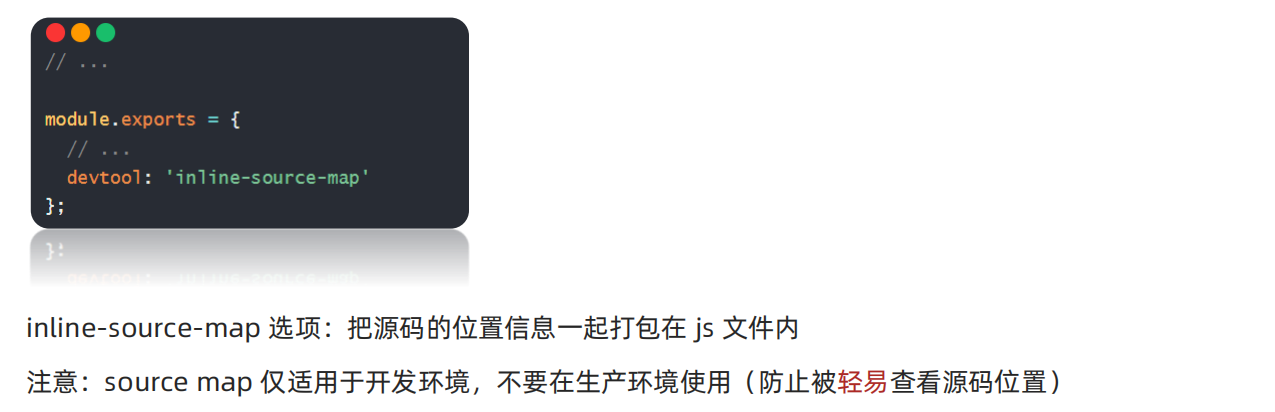 // ...
module.exports = {
// ...
devtool: 'inline-source-map'
};
inline-source-map 选项：把源码的位置信息一起打包在 js 文件内
注意：source map 仅适用于开发环境，不要在生产环境使用（防止被轻易查看源码位置）